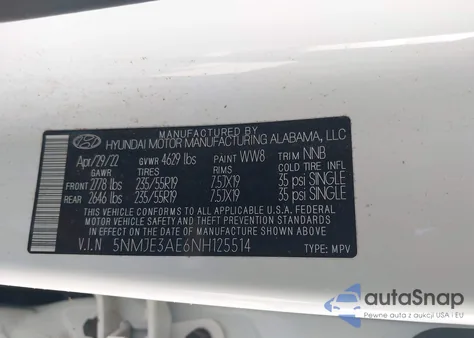 MANUFACTURED BY
HYUNDAI MOTOR MANUFACTURING ALABAMA, LLC
Apr/29/22 GVWR 4629 lbs PAINT WW8 TRIM NNB
GAWR TIRES RIMS COLD TIRE INFL
FRONT 2778 lbs 235/55R19 7.5JX19 35 psi SINGLE
REAR 2646 lbs 235/55R19 7.5JX19 35 psi SINGLE
THIS VEHICLE CONFORMS TO ALL APPLICABLE U.S.A. FEDERAL
MOTOR VEHICLE SAFETY AND THEFT PREVENTION STANDARDS
IN EFFECT ON THE DATE OF MANUFACTURE SHOWN ABOVE.
V.I.N 5NMJE3AE6NH125514 TYPE: MPV
autoSnap
Pewne auta z USA i EU